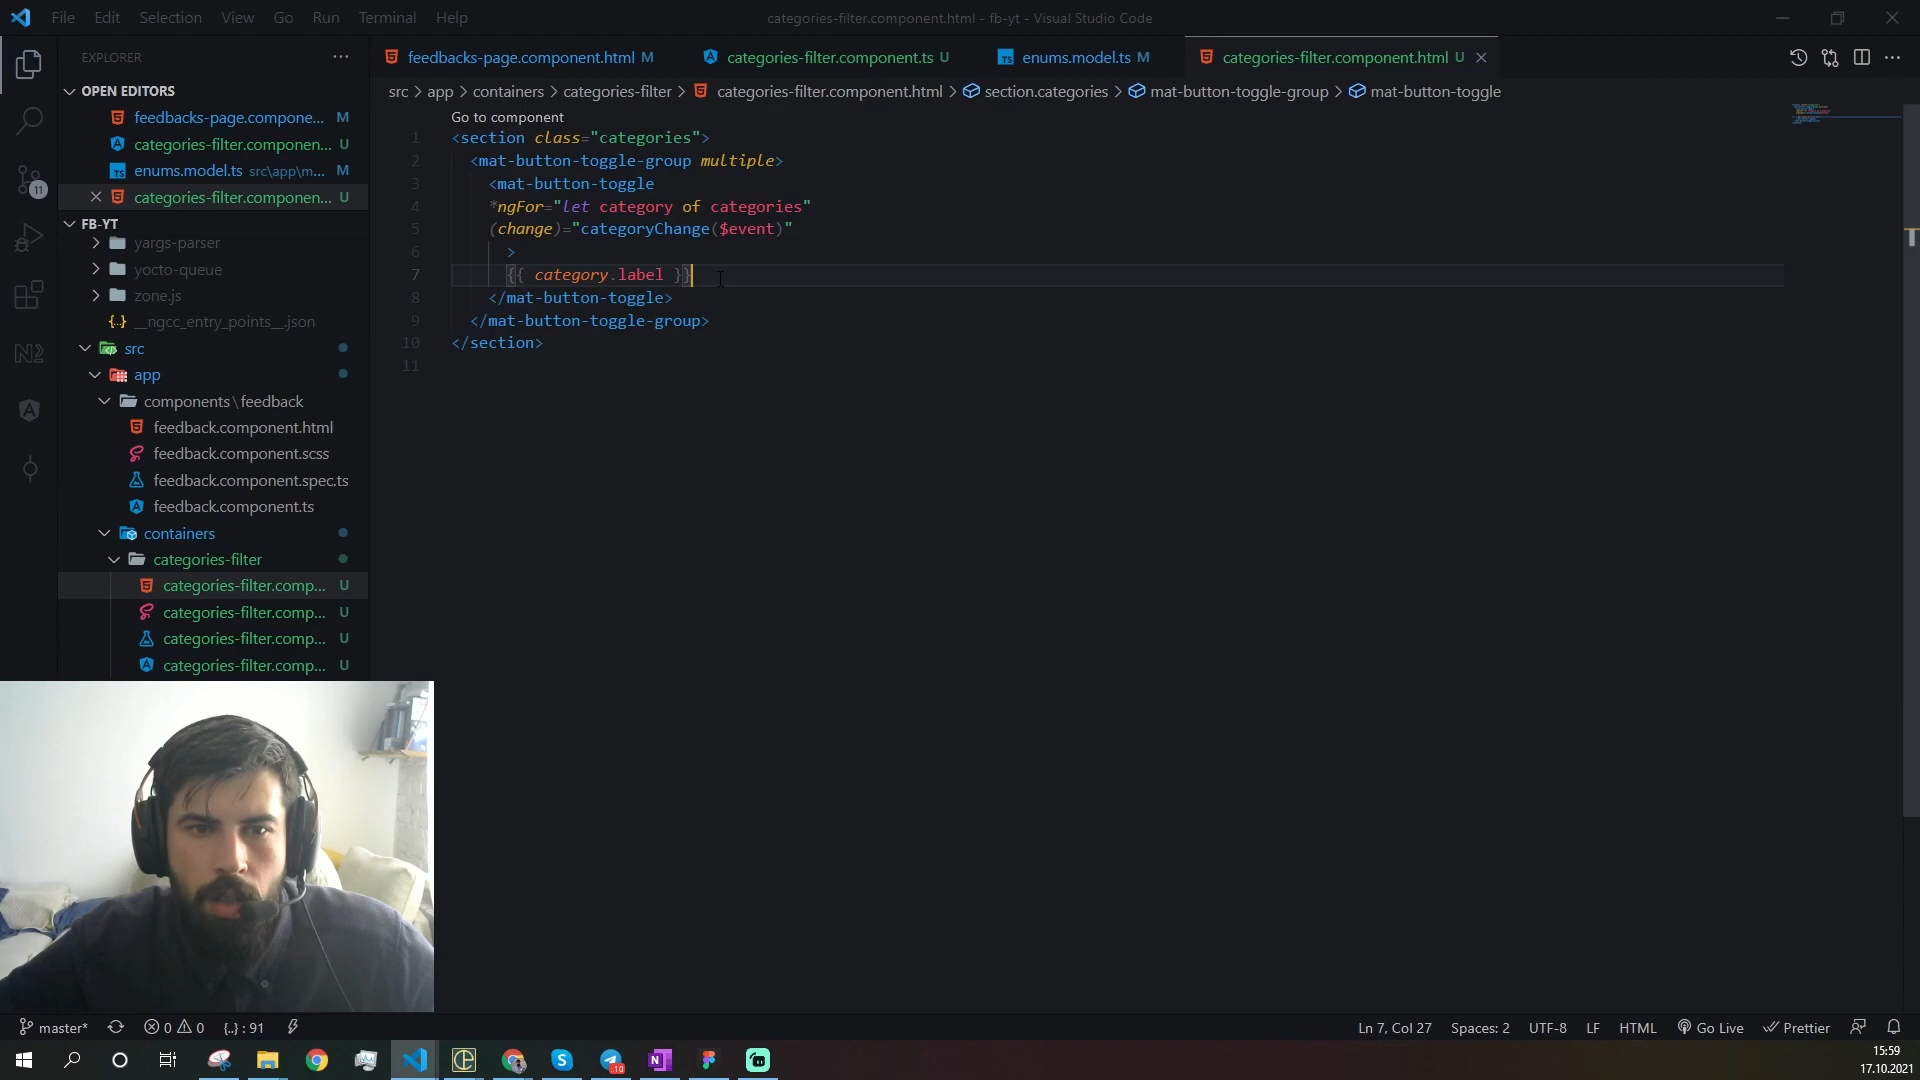 File Edit Selection View Go Run Terminal Help
categories-filter.component.html - fb-yt - Visual Studio Code
EXPLORER
OPEN EDITORS
feedbacks-page.compone... M
categories-filter.componen... U
enums.model.ts src\app\m... M
categories-filter.componen... U
FB-YT
yargs-parser
yocto-queue
zone.js
__ngcc_entry_points__.json
src
app
components\feedback
feedback.component.html
feedback.component.scss
feedback.component.spec.ts
feedback.component.ts
containers
categories-filter
categories-filter.comp... U
categories-filter.comp... U
categories-filter.comp... U
categories-filter.comp... U
11
feedbacks-page.component.html M
categories-filter.component.ts U
enums.model.ts M
categories-filter.component.html U
src > app > containers > categories-filter > categories-filter.component.html > section.categories > mat-button-toggle-group > mat-button-toggle
Go to component
1 <section class="categories">
2 <mat-button-toggle-group multiple>
3 <mat-button-toggle
4 *ngFor="let category of categories"
5 (change)="categoryChange($event)"
6 >
7 {{ category.label }}
8 </mat-button-toggle>
9 </mat-button-toggle-group>
10 </section>
11
master* 0 0 {..} : 91
Ln 7, Col 27 Spaces: 2 UTF-8 LF HTML Go Live Prettier
10
15:59
17.10.2021